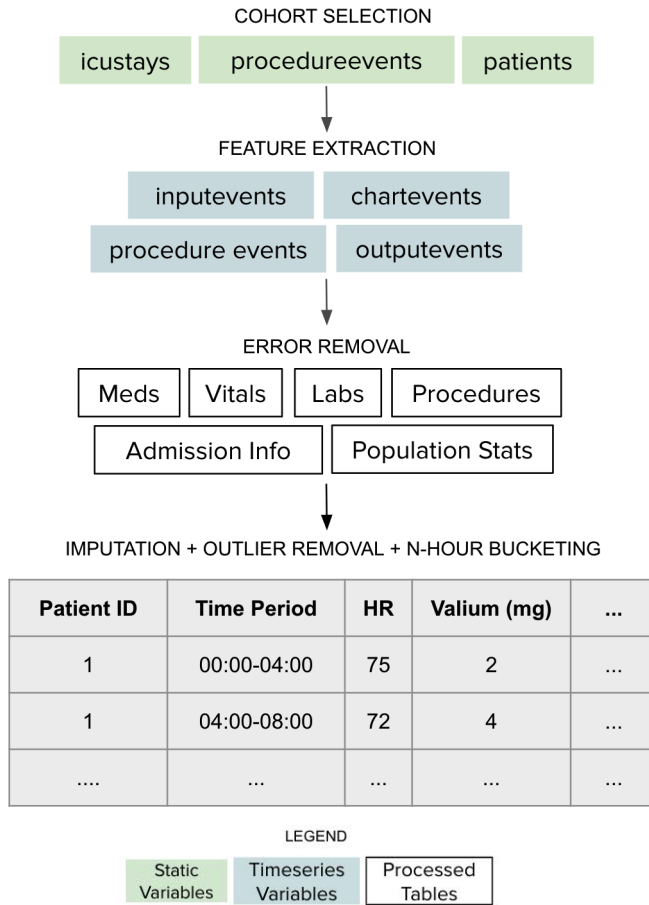 COHORT SELECTION
icustays procedureevents patients
FEATURE EXTRACTION
inputevents chartevents
procedure events outputevents
ERROR REMOVAL
Meds Vitals Labs Procedures
Admission Info Population Stats
IMPUTATION + OUTLIER REMOVAL + N-HOUR BUCKETING
Patient ID Time Period HR Valium (mg) ...
1 00:00-04:00 75 2 ...
1 04:00-08:00 72 4 ...
.... ... ... ... ...
LEGEND
Static Timeseries Processed
Variables Variables Tables